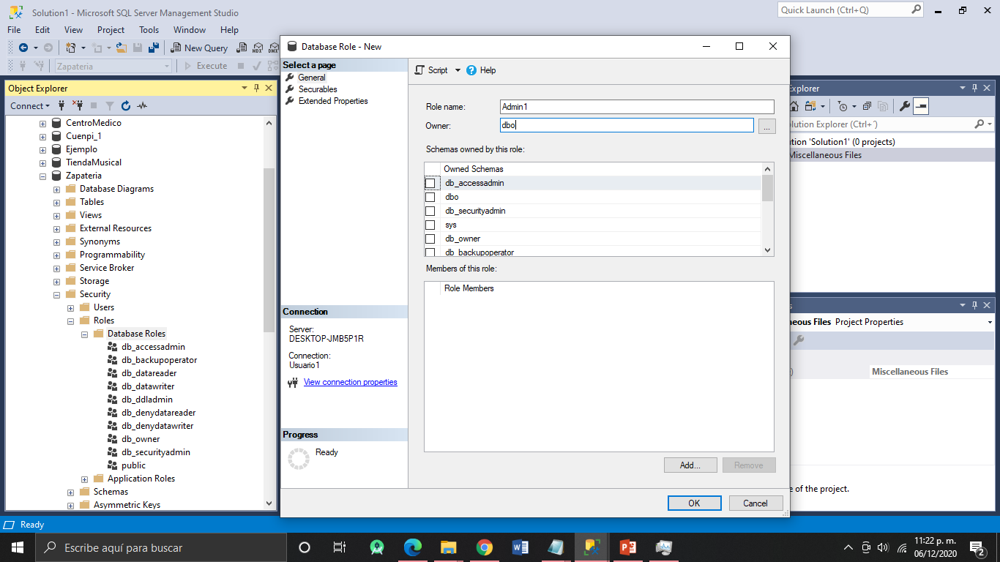 Solution1 - Microsoft SQL Server Management Studio
Quick Launch (Ctrl+Q)
File Edit View Project Tools Window Help
New Query
MDX
DMX
Zapateria
Execute
Object Explorer
Connect
CentroMedico
Cuenpi_1
Ejemplo
TiendaMusical
Zapateria
Database Diagrams
Tables
Views
External Resources
Synonyms
Programmability
Service Broker
Storage
Security
Users
Roles
Database Roles
db_accessadmin
db_backupoperator
db_datareader
db_datawriter
db_ddladmin
db_denydatareader
db_denydatawriter
db_owner
db_securityadmin
public
Application Roles
Schemas
Asymmetric Keys
Database Role - New
Select a page
General
Securables
Extended Properties
Connection
Server:
DESKTOP-JMB5P1R
Connection:
Usuario1
View connection properties
Progress
Ready
Script
Help
Role name:
Admin1
Owner:
dbo
...
Schemas owned by this role:
Owned Schemas
db_accessadmin
dbo
db_securityadmin
sys
db_owner
db_backupoperator
Members of this role:
Role Members
Add...
Remove
OK
Cancel
Explorer
lution Explorer (Ctrl+´)
tion 'Solution1' (0 projects)
Miscellaneous Files
s
neous Files Project Properties
) Miscellaneous Files
e of the project.
Ready
Escribe aquí para buscar
11:22 p. m.
06/12/2020
2